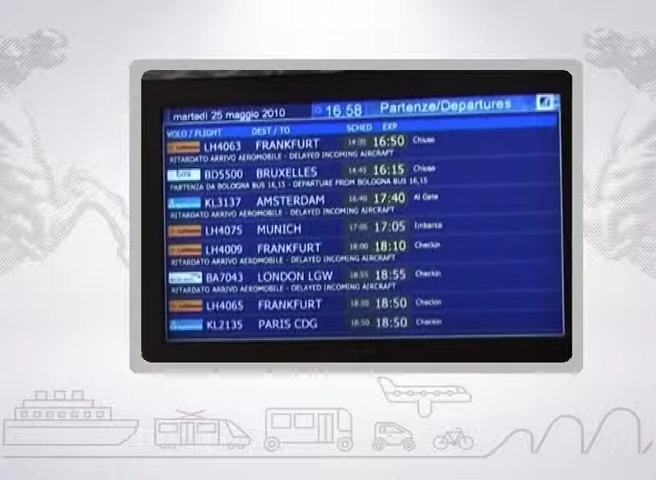 martedì 25 maggio 2010 16.58 Partenze/Departures
VOLO / FLIGHT DEST / TO SCHED EXP
LH4063 FRANKFURT 16:50 Chiuso
RITARDATO ARRIVO AEROMOBILE - DELAYED INCOMING AIRCRAFT
BD5500 BRUXELLES 14:45 16:15 Chiuso
PARTENZA DA BOLOGNA BUS 16,15 - DEPARTURE FROM BOLOGNA BUS 16,15
KL3137 AMSTERDAM 16:40 17:40 Al Gate
RITARDATO ARRIVO AEROMOBILE - DELAYED INCOMING AIRCRAFT
LH4075 MUNICH 17:05 17:05 Imbarco
LH4009 FRANKFURT 18:00 18:10 Checkin
RITARDATO ARRIVO AEROMOBILE - DELAYED INCOMING AIRCRAFT
BA7043 LONDON LGW 18:55 18:55 Checkin
RITARDATO ARRIVO AEROMOBILE - DELAYED INCOMING AIRCRAFT
LH4065 FRANKFURT 18:50 18:50 Checkin
KL2135 PARIS CDG 18:50 18:50 Checkin